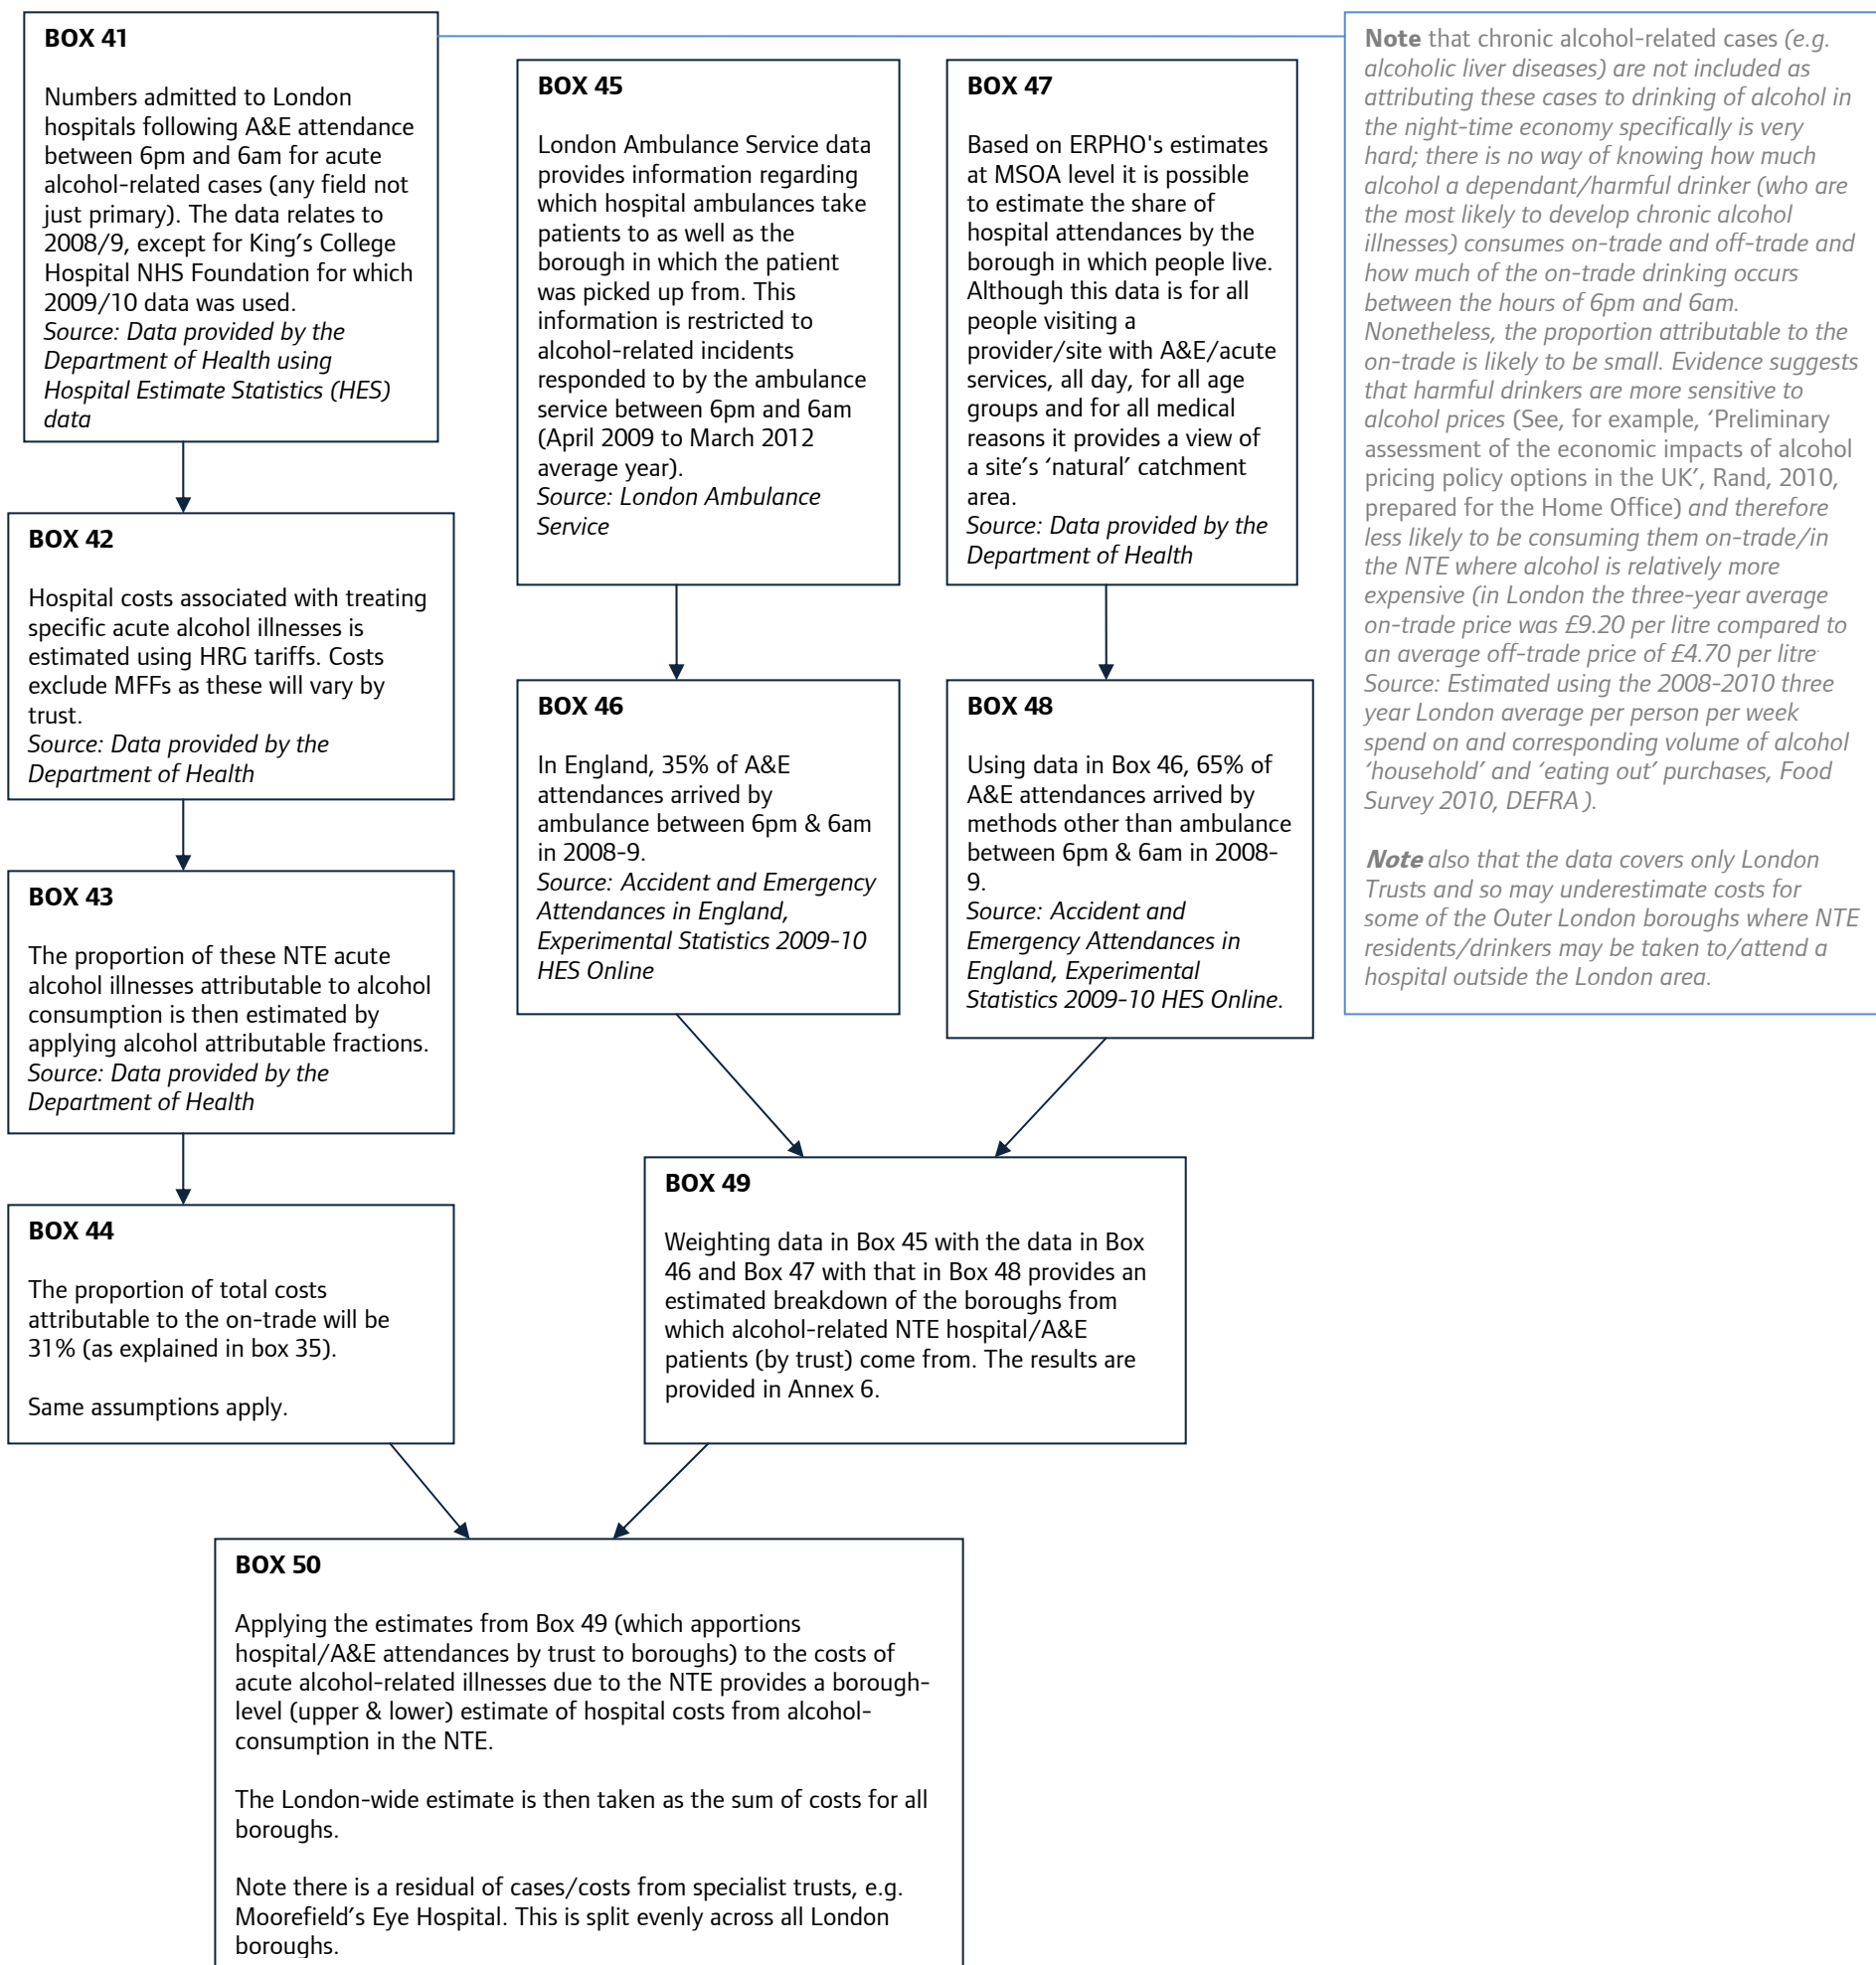 BOX 41
Numbers admitted to London
hospitals following A&E attendance
between 6pm and 6am for acute
alcohol-related cases (any field not
just primary). The data relates to
2008/9, except for King's College
Hospital NHS Foundation for which
2009/10 data was used.
Source: Data provided by the
Department of Health using
Hospital Estimate Statistics (HES)
data
BOX 42
Hospital costs associated with treating
specific acute alcohol illnesses is
estimated using HRG tariffs. Costs
exclude MFFs as these will vary by
trust.
Source: Data provided by the
Department of Health
BOX 43
The proportion of these NTE acute
alcohol illnesses attributable to alcohol
consumption is then estimated by
applying alcohol attributable fractions.
Source: Data provided by the
Department of Health
BOX 44
The proportion of total costs
attributable to the on-trade will be
31% (as explained in box 35).
Same assumptions apply.
BOX 45
London Ambulance Service data
provides information regarding
which hospital ambulances take
patients to as well as the
borough in which the patient
was picked up from. This
information is restricted to
alcohol-related incidents
responded to by the ambulance
service between 6pm and 6am
(April 2009 to March 2012
average year).
Source: London Ambulance
Service
BOX 46
In England, 35% of A&E
attendances arrived by
ambulance between 6pm & 6am
in 2008-9.
Source: Accident and Emergency
Attendances in England,
Experimental Statistics 2009-10
HES Online
BOX 47
Based on ERPHO's estimates
at MSOA level it is possible
to estimate the share of
hospital attendances by the
borough in which people live.
Although this data is for all
people visiting a
provider/site with A&E/acute
services, all day, for all age
groups and for all medical
reasons it provides a view of
a site's ‘natural’ catchment
area.
Source: Data provided by the
Department of Health
BOX 48
Using data in Box 46, 65% of
A&E attendances arrived by
methods other than ambulance
between 6pm & 6am in 2008-
9.
Source: Accident and
Emergency Attendances in
England, Experimental
Statistics 2009-10 HES Online.
BOX 49
Weighting data in Box 45 with the data in Box
46 and Box 47 with that in Box 48 provides an
estimated breakdown of the boroughs from
which alcohol-related NTE hospital/A&E
patients (by trust) come from. The results are
provided in Annex 6.
BOX 50
Applying the estimates from Box 49 (which apportions
hospital/A&E attendances by trust to boroughs) to the costs of
acute alcohol-related illnesses due to the NTE provides a borough-
level (upper & lower) estimate of hospital costs from alcohol-
consumption in the NTE.
The London-wide estimate is then taken as the sum of costs for all
boroughs.
Note there is a residual of cases/costs from specialist trusts, e.g.
Moorefield's Eye Hospital. This is split evenly across all London
boroughs.
Note that chronic alcohol-related cases (e.g.
alcoholic liver diseases) are not included as
attributing these cases to drinking of alcohol in
the night-time economy specifically is very
hard; there is no way of knowing how much
alcohol a dependant/harmful drinker (who are
the most likely to develop chronic alcohol
illnesses) consumes on-trade and off-trade and
how much of the on-trade drinking occurs
between the hours of 6pm and 6am.
Nonetheless, the proportion attributable to the
on-trade is likely to be small. Evidence suggests
that harmful drinkers are more sensitive to
alcohol prices (See, for example, ‘Preliminary
assessment of the economic impacts of alcohol
pricing policy options in the UK’, Rand, 2010,
prepared for the Home Office) and therefore
less likely to be consuming them on-trade/in
the NTE where alcohol is relatively more
expensive (in London the three-year average
on-trade price was £9.20 per litre compared to
an average off-trade price of £4.70 per litre
Source: Estimated using the 2008-2010 three
year London average per person per week
spend on and corresponding volume of alcohol
‘household’ and ‘eating out’ purchases, Food
Survey 2010, DEFRA ).
Note also that the data covers only London
Trusts and so may underestimate costs for
some of the Outer London boroughs where NTE
residents/drinkers may be taken to/attend a
hospital outside the London area.